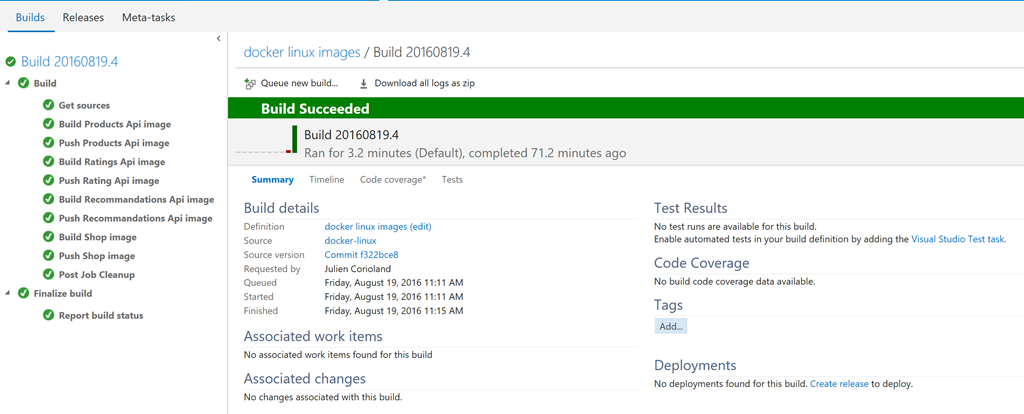 Builds Releases Meta-tasks
Build 20160819.4
Build
Get sources
Build Products Api image
Push Products Api image
Build Ratings Api image
Push Rating Api image
Build Recommandations Api image
Push Recommandations Api image
Build Shop image
Push Shop image
Post Job Cleanup
Finalize build
Report build status
docker linux images / Build 20160819.4
Queue new build... Download all logs as zip
Build Succeeded
Build 20160819.4
Ran for 3.2 minutes (Default), completed 71.2 minutes ago
Summary Timeline Code coverage* Tests
Build details
Definition docker linux images (edit)
Source docker-linux
Source version Commit f322bce8
Requested by Julien Corioland
Queued Friday, August 19, 2016 11:11 AM
Started Friday, August 19, 2016 11:11 AM
Finished Friday, August 19, 2016 11:15 AM
Associated work items
No associated work items found for this build
Associated changes
No changes associated with this build.
Test Results
No test runs are available for this build.
Enable automated tests in your build definition by adding the Visual Studio Test task.
Code Coverage
No build code coverage data available.
Tags
Add...
Deployments
No deployments found for this build. Create release to deploy.